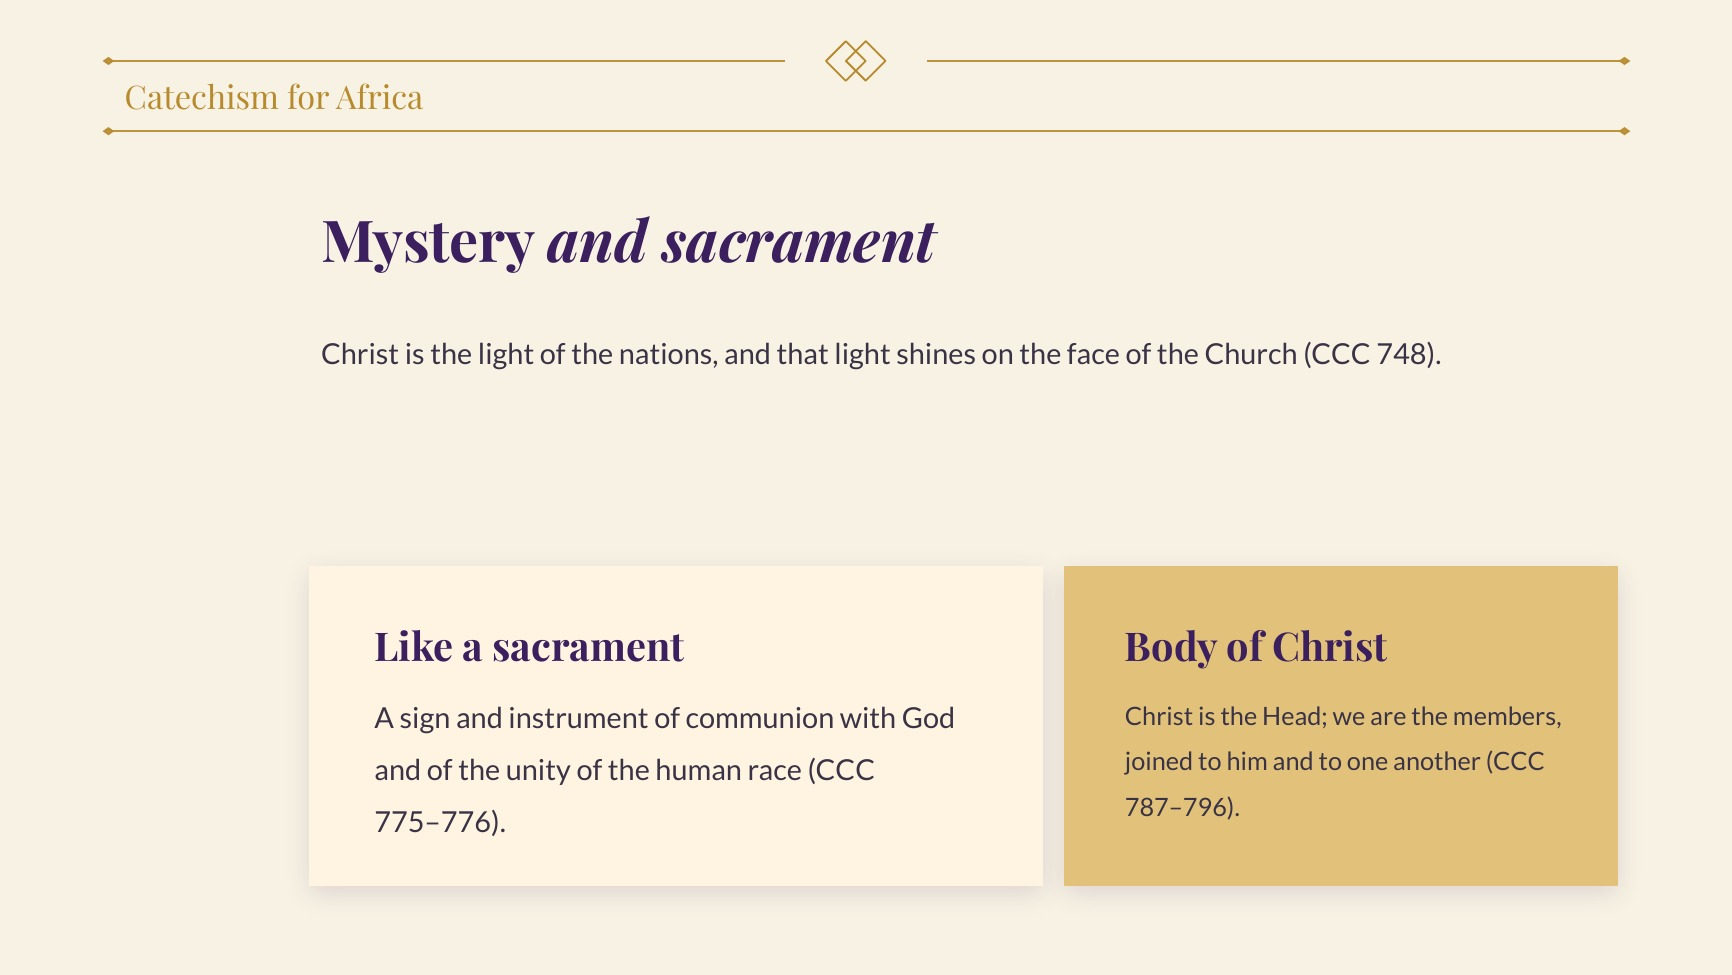 Catechism for Africa
Mystery and sacrament
Christ is the light of the nations, and that light shines on the face of the Church (CCC 748).
Like a sacrament
A sign and instrument of communion with God
and of the unity of the human race (CCC
775–776).
Body of Christ
Christ is the Head; we are the members,
joined to him and to one another (CCC
787–796).